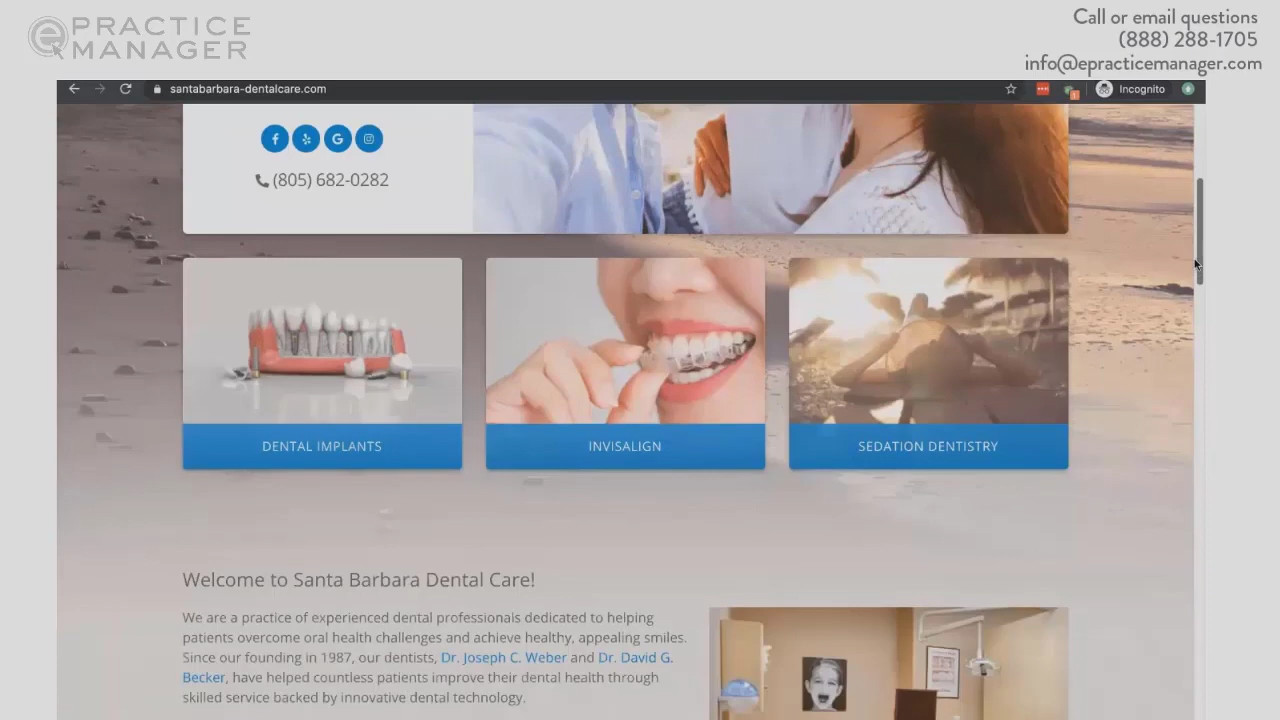 PRACTICE
MANAGER
Call or email questions
(888) 288-1705
info@epracticemanager.com
santabarbara-dentalcare.com
Incognito
(805) 682-0282
DENTAL IMPLANTS
INVISALIGN
SEDATION DENTISTRY
Welcome to Santa Barbara Dental Care!
We are a practice of experienced dental professionals dedicated to helping
patients overcome oral health challenges and achieve healthy, appealing smiles.
Since our founding in 1987, our dentists, Dr. Joseph C. Weber and Dr. David G.
Becker, have helped countless patients improve their dental health through
skilled service backed by innovative dental technology.